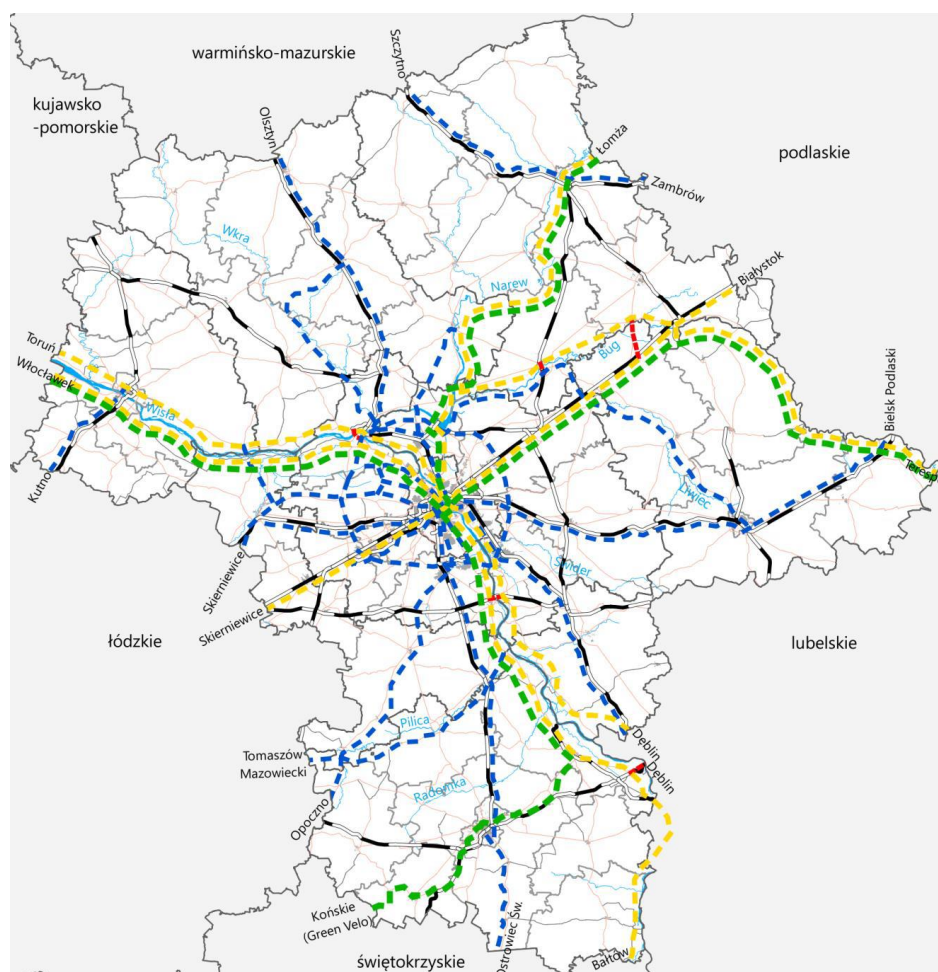 warmińsko-mazurskie
Szczytno
kujawsko
-pomorskie
Olsztyn
Łomża
podlaskie
Zambrów
Wkra
Białystok
Narew
Toruń
Włocławek
Bug
Wisła
Bielsk Podlaski
Kutno
Teresp
Liwiec
Skierniewice
Świder
Skierniewice
łódzkie
lubelskie
Pilica
Dęblin
Tomaszów
Mazowiecki
Dęblin
Radomka
Opoczno
Końskie
(Green Velo)
Ostrowiec Św.
Bałtów
świętokrzyskie